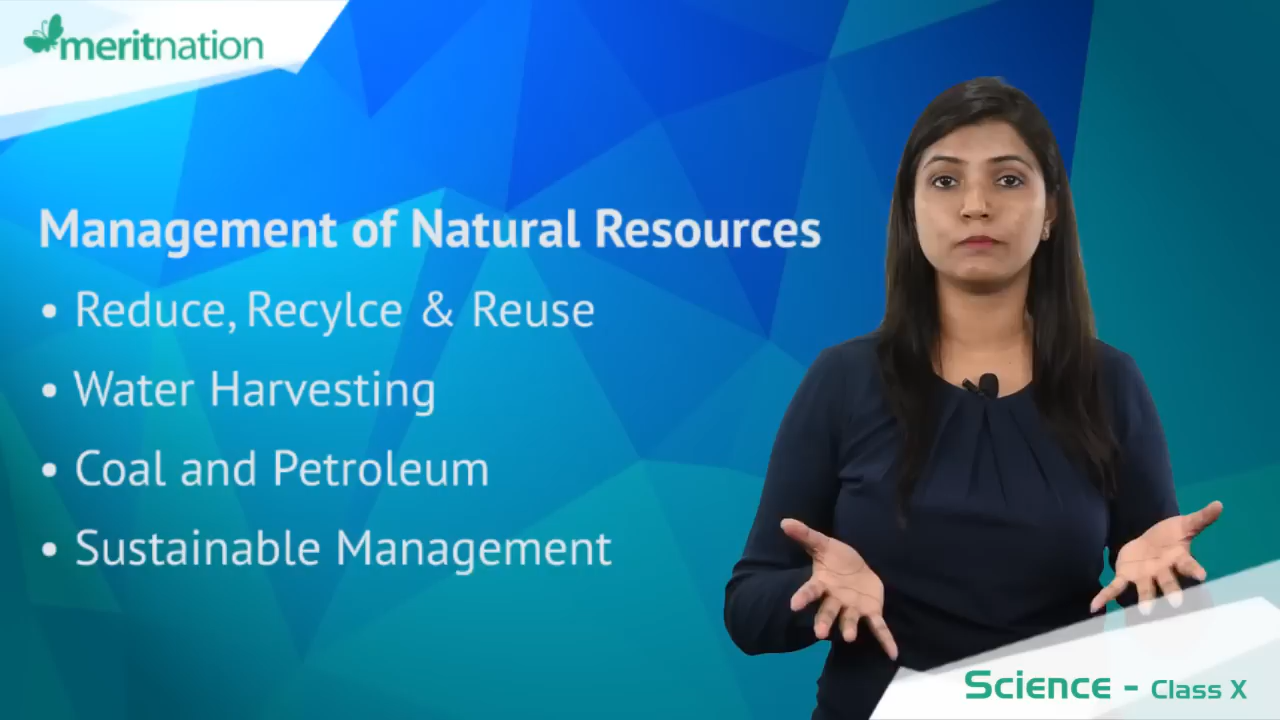 meritnation
Management of Natural Resources
• Reduce, Recylce & Reuse
• Water Harvesting
• Coal and Petroleum
• Sustainable Management
Science - Class X